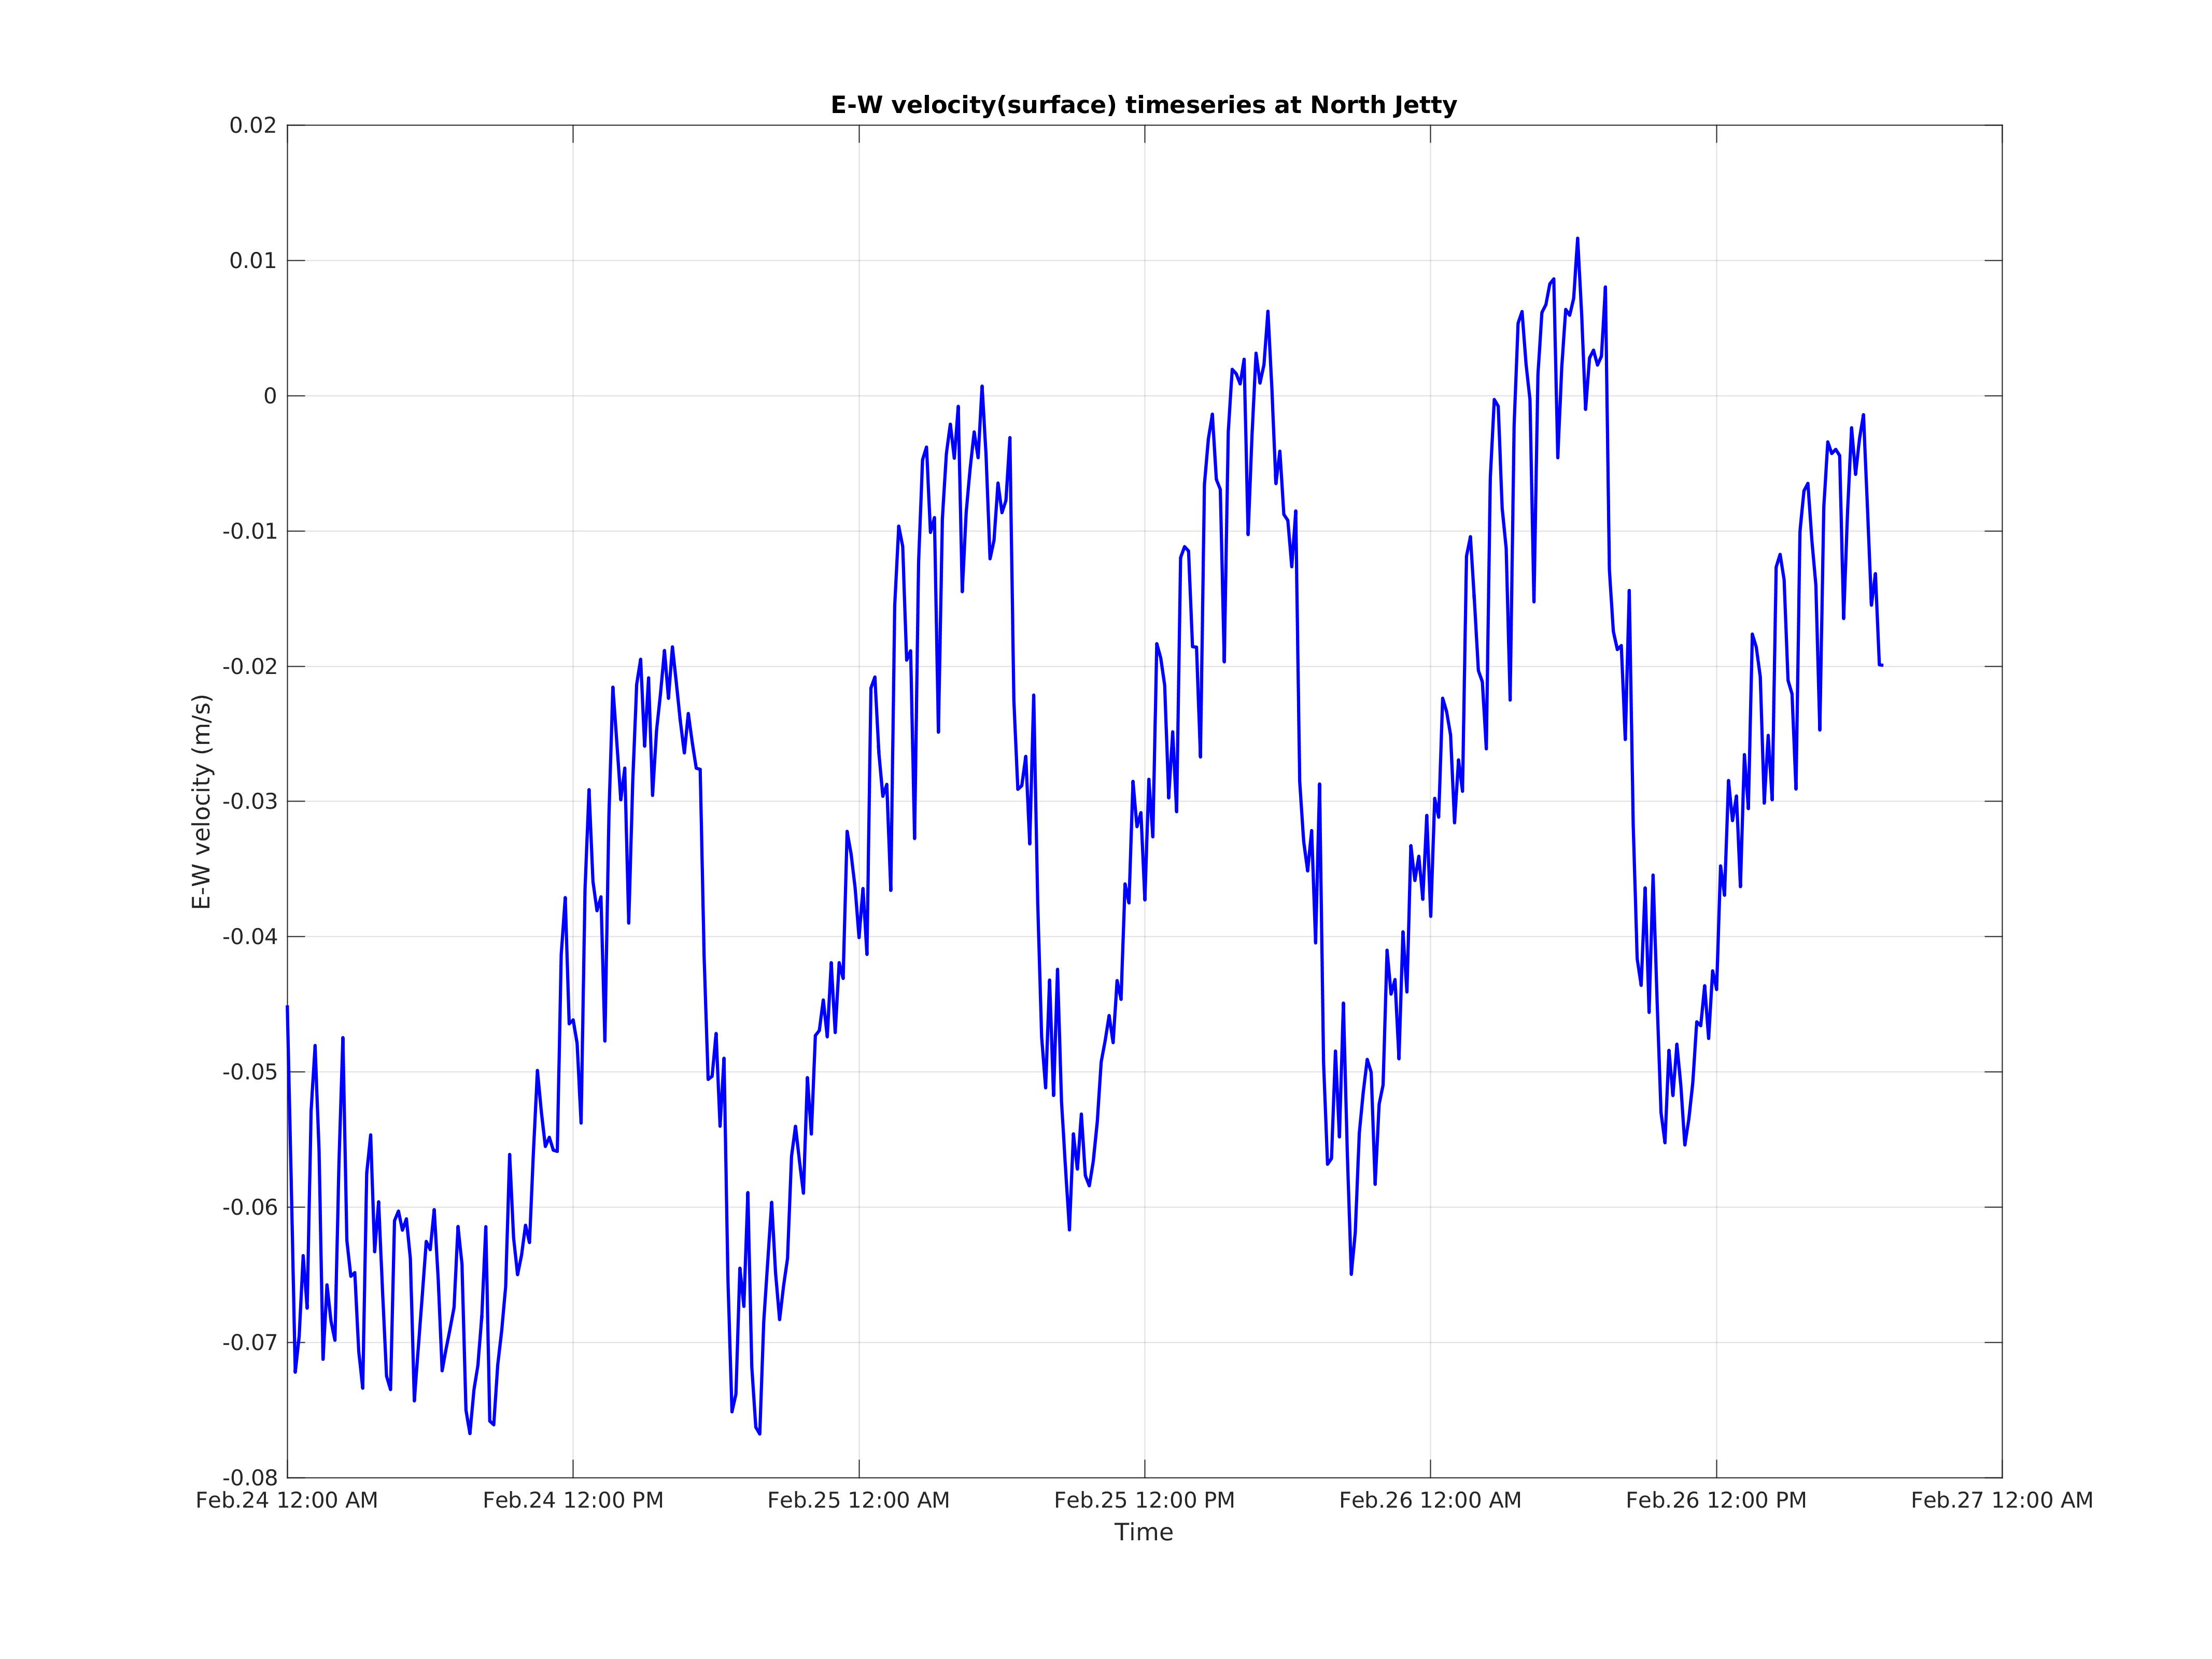 E-W velocity(surface) timeseries at North Jetty
0.02
0.01
0
-0.01
-0.02
-0.03
-0.04
-0.05
-0.06
-0.07
-0.08
E-W velocity (m/s)
Feb.24 12:00 AM Feb.24 12:00 PM Feb.25 12:00 AM Feb.25 12:00 PM Feb.26 12:00 AM Feb.26 12:00 PM Feb.27 12:00 AM
Time